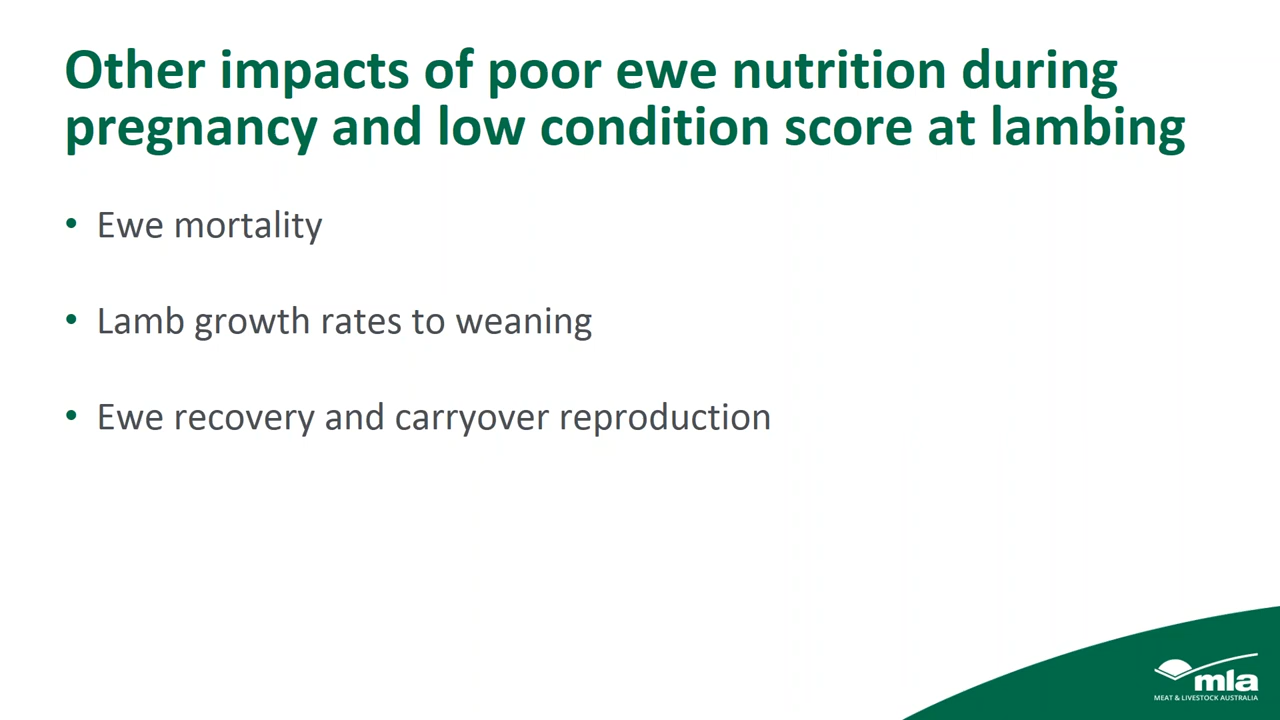 Other impacts of poor ewe nutrition during
pregnancy and low condition score at lambing
• Ewe mortality
• Lamb growth rates to weaning
• Ewe recovery and carryover reproduction
mla
MEAT & LIVESTOCK AUSTRALIA